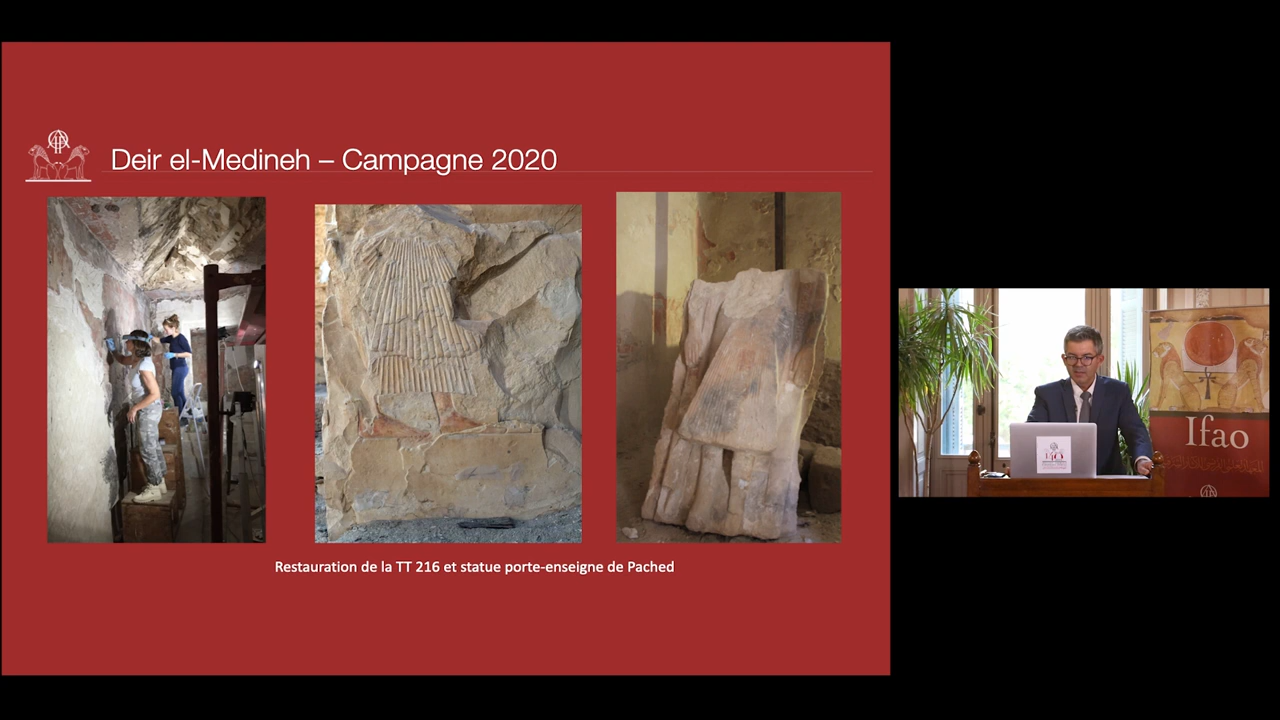 Deir el-Medineh – Campagne 2020
Restauration de la TT 216 et statue porte-enseigne de Pached
Ifao